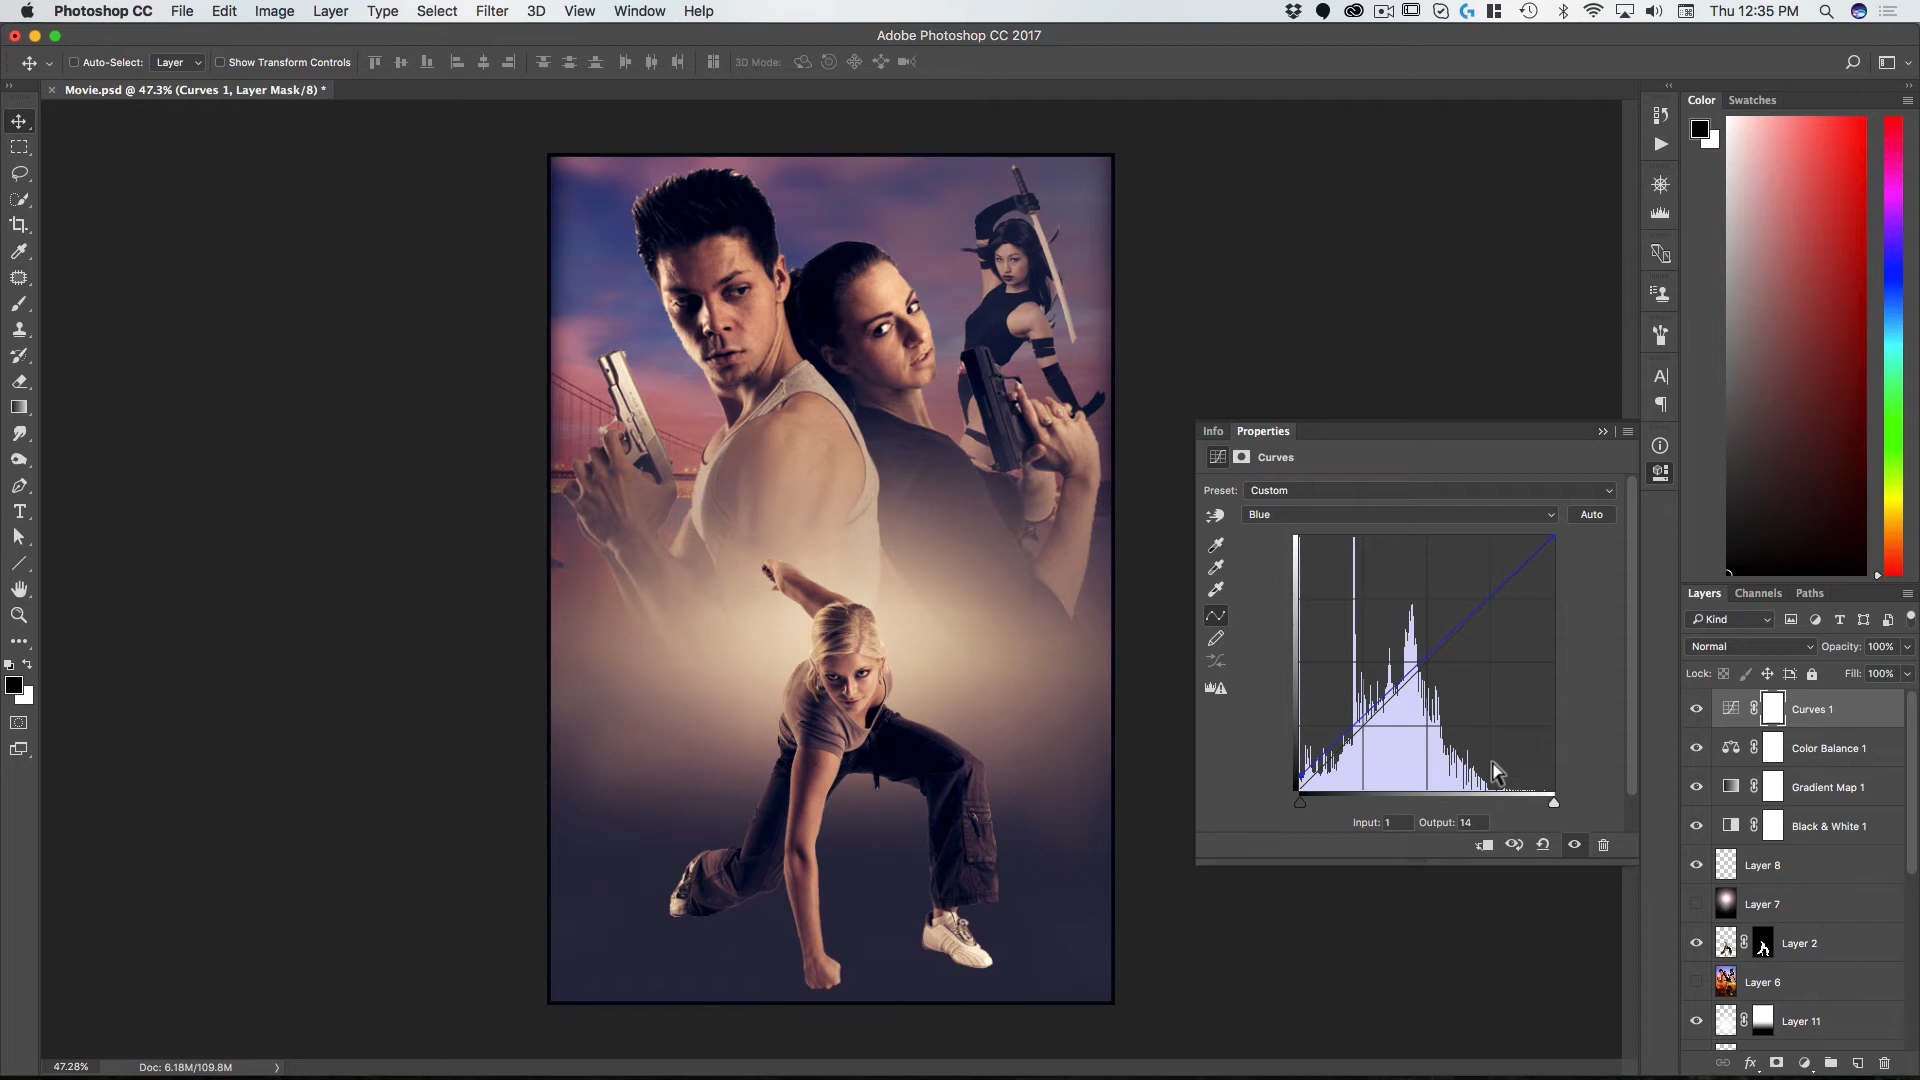 Photoshop CC File Edit Image Layer Type Select Filter 3D View Window Help Thu 12:35 PM
Adobe Photoshop CC 2017
Auto-Select: Layer Show Transform Controls 3D Mode:
Movie.psd @ 47.3% (Curves 1, Layer Mask/8) *
Color Swatches
Info Properties
Curves
Preset: Custom
Blue Auto
Input: 1 Output: 14
Layers Channels Paths
Kind
Normal Opacity: 100%
Lock: Fill: 100%
Curves 1
Color Balance 1
Gradient Map 1
Black & White 1
Layer 8
Layer 7
Layer 2
Layer 6
Layer 11
47.28% Doc: 6.18M/109.8M